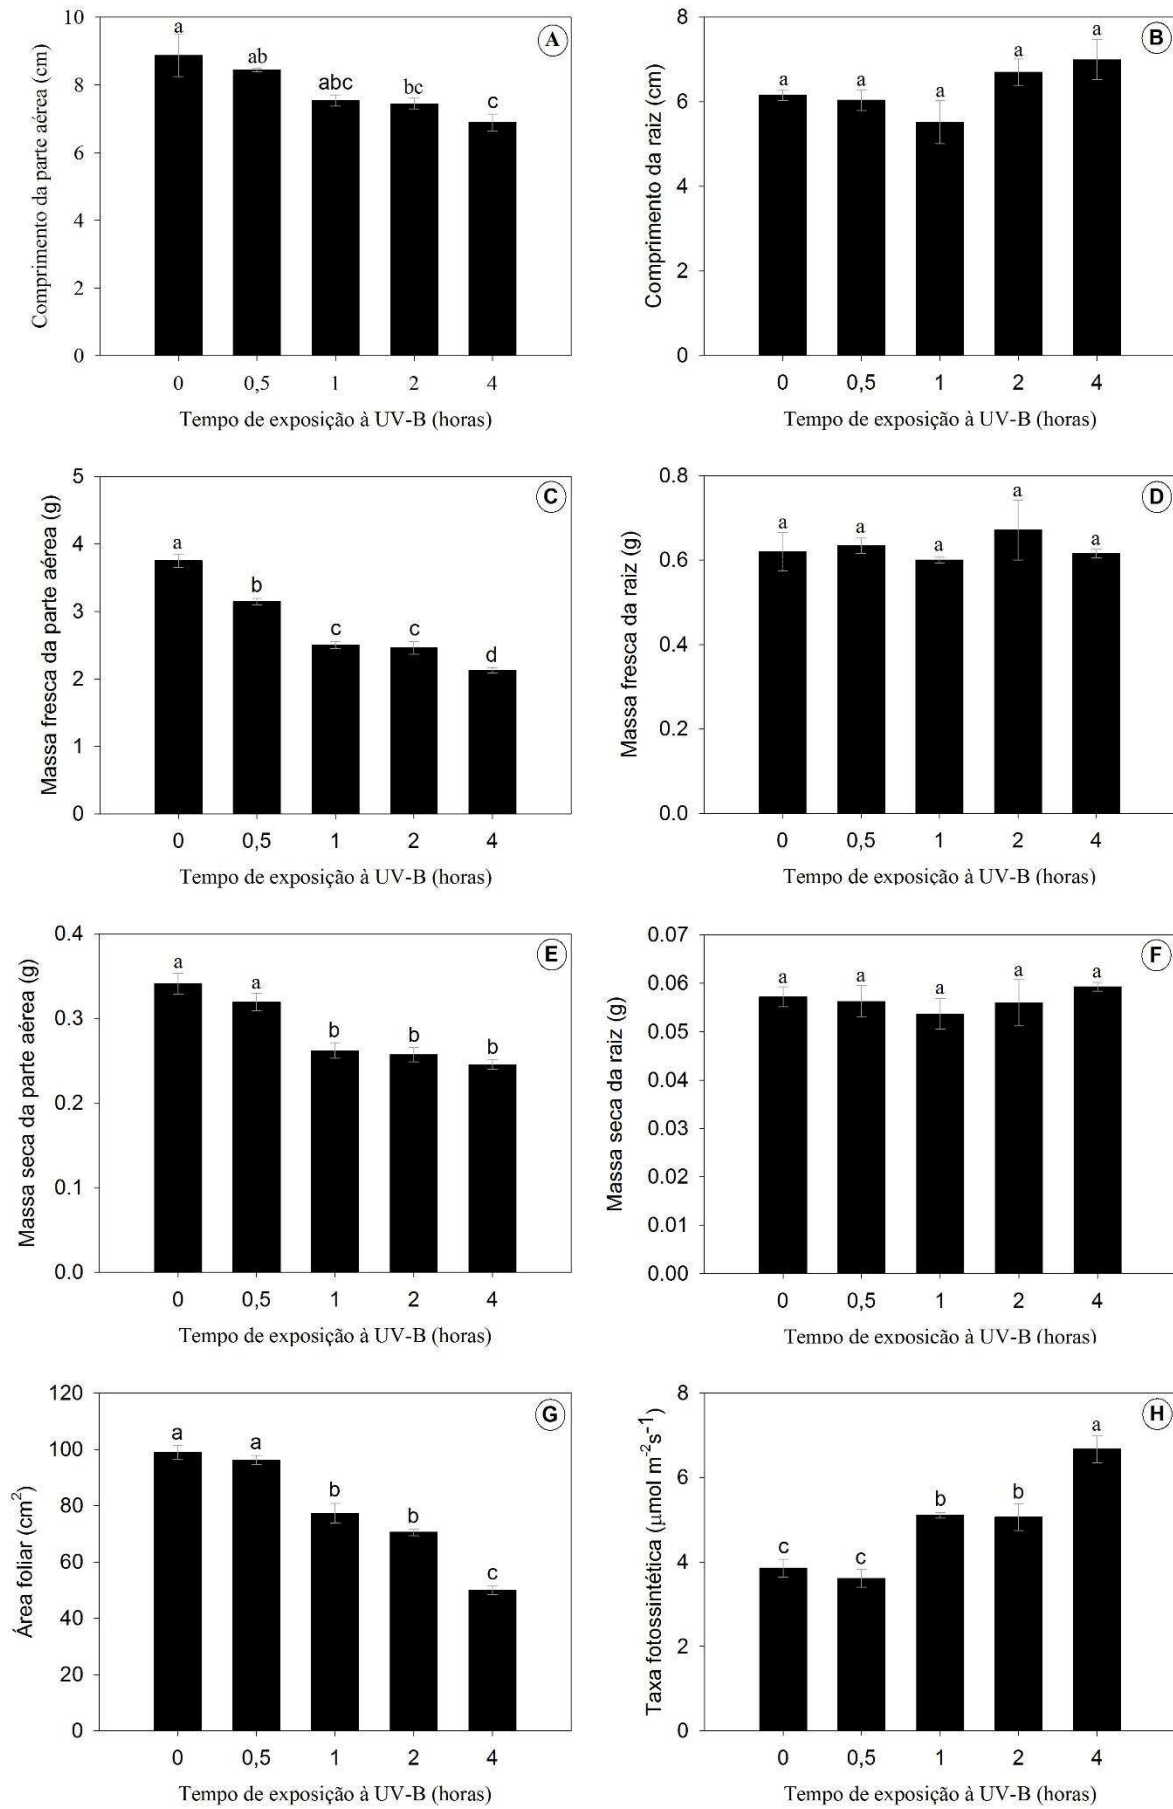 A
Comprimento da parte aérea (cm)
10
8
6
4
2
0
a
ab
abc
bc
c
0
0,5
1
2
4
Tempo de exposição à UV-B (horas)
B
Comprimento da raiz (cm)
8
6
4
2
0
a
a
a
a
a
0
0,5
1
2
4
Tempo de exposição à UV-B (horas)
C
Massa fresca da parte aérea (g)
5
4
3
2
1
0
a
b
c
c
d
0
0,5
1
2
4
Tempo de exposição à UV-B (horas)
D
Massa fresca da raiz (g)
0.8
0.6
0.4
0.2
0.0
a
a
a
a
a
0
0,5
1
2
4
Tempo de exposição à UV-B (horas)
E
Massa seca da parte aérea (g)
0.4
0.3
0.2
0.1
0.0
a
a
b
b
b
0
0,5
1
2
4
Tempo de exposição à UV-B (horas)
F
Massa seca da raiz (g)
0.07
0.06
0.05
0.04
0.03
0.02
0.01
0.00
a
a
a
a
a
0
0,5
1
2
4
Tempo de exposição à UV-B (horas)
G
Área foliar (cm²)
120
100
80
60
40
20
0
a
a
b
b
c
0
0,5
1
2
4
Tempo de exposição à UV-B (horas)
H
Taxa fotossintética (μmol m⁻²s⁻¹)
8
6
4
2
0
c
c
b
b
a
0
0,5
1
2
4
Tempo de exposição à UV-B (horas)